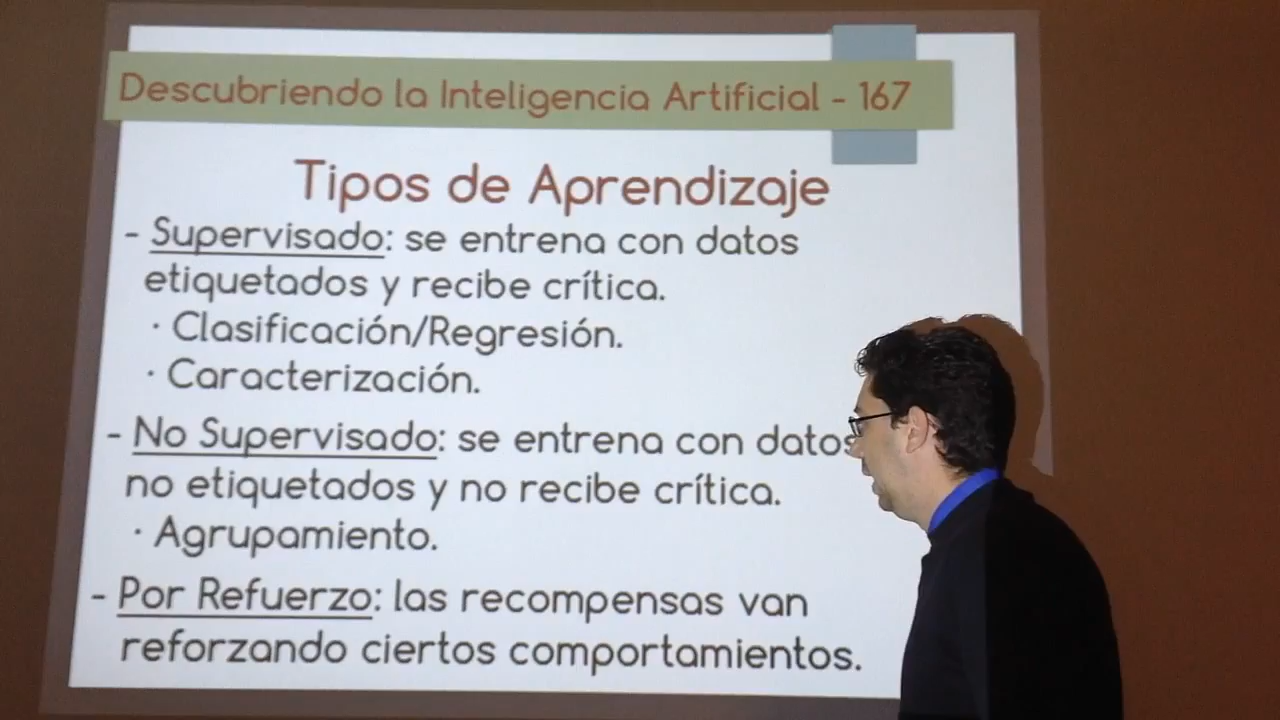 Descubriendo la Inteligencia Artificial - 167
Tipos de Aprendizaje
- Supervisado: se entrena con datos
etiquetados y recibe crítica.
· Clasificación/Regresión.
· Caracterización.
- No Supervisado: se entrena con datos
no etiquetados y no recibe crítica.
· Agrupamiento.
- Por Refuerzo: las recompensas van
reforzando ciertos comportamientos.